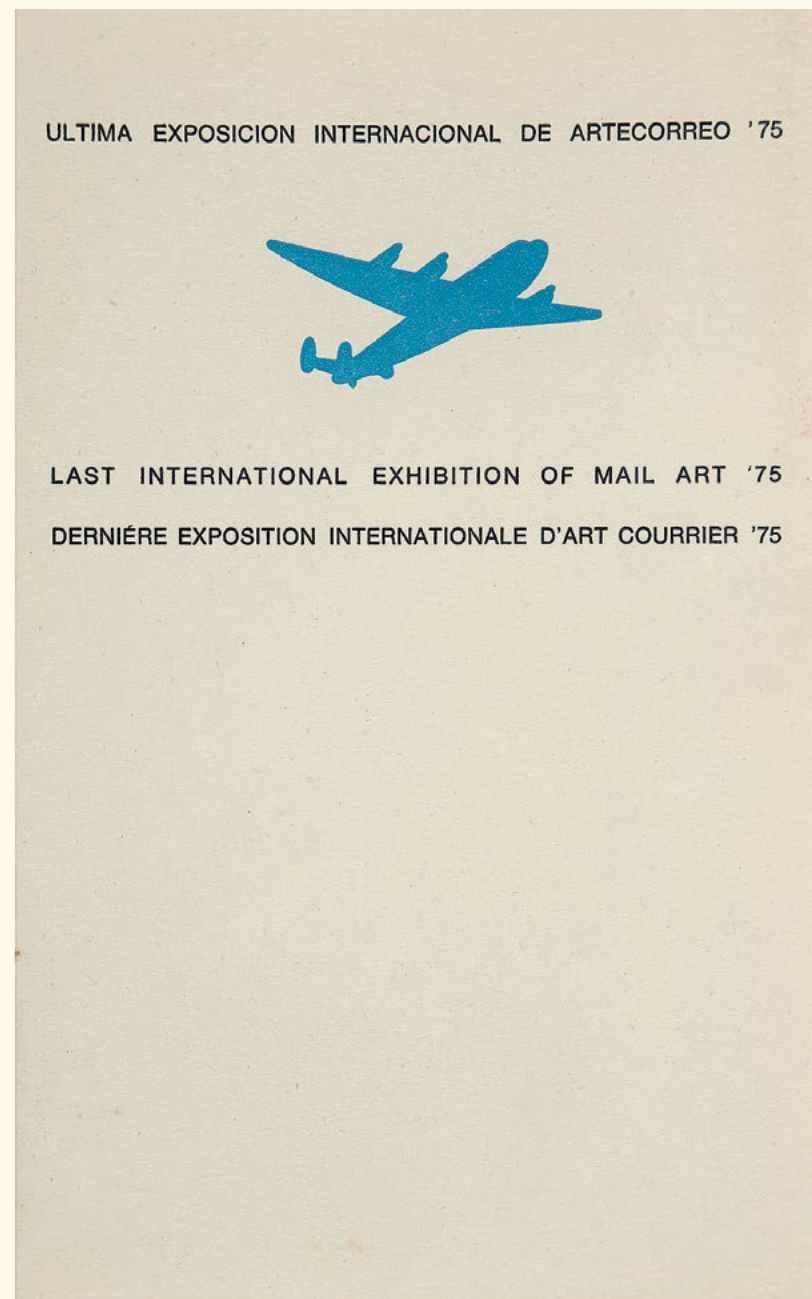 ULTIMA EXPOSICION INTERNACIONAL DE ARTECORREO '75
LAST INTERNATIONAL EXHIBITION OF MAIL ART '75
DERNIÉRE EXPOSITION INTERNATIONALE D'ART COURRIER '75